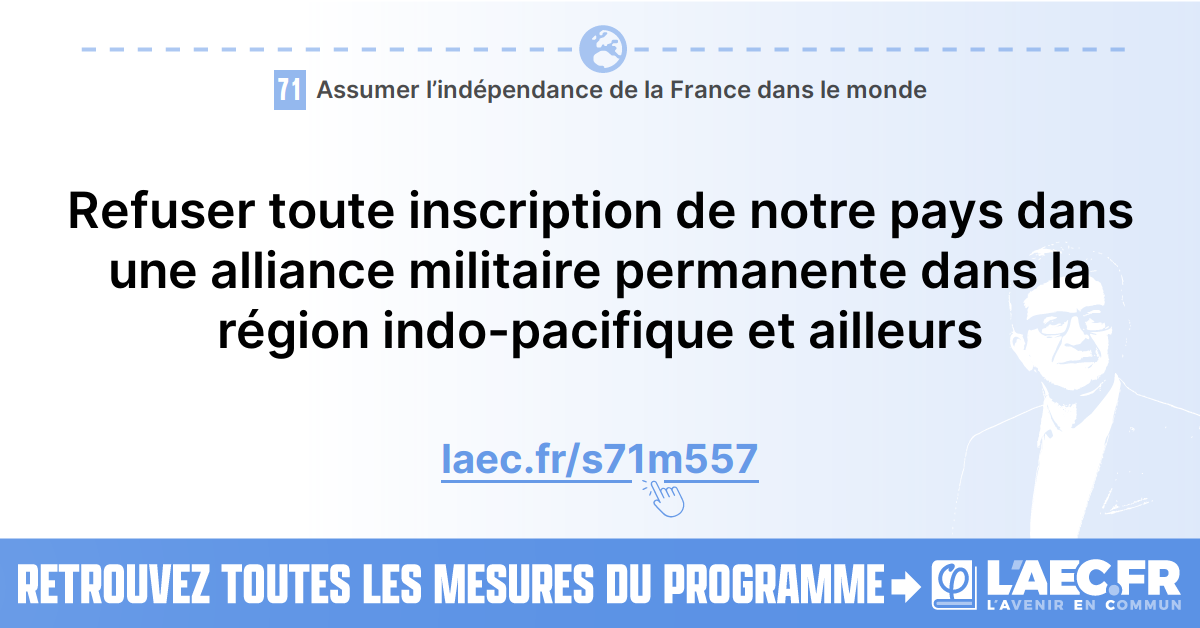 71 Assumer l’indépendance de la France dans le monde
Refuser toute inscription de notre pays dans
une alliance militaire permanente dans la
région indo-pacifique et ailleurs
laec.fr/s71m557
RETROUVEZ TOUTES LES MESURES DU PROGRAMME
L'AEC.FR
L'AVENIR EN COMMUN